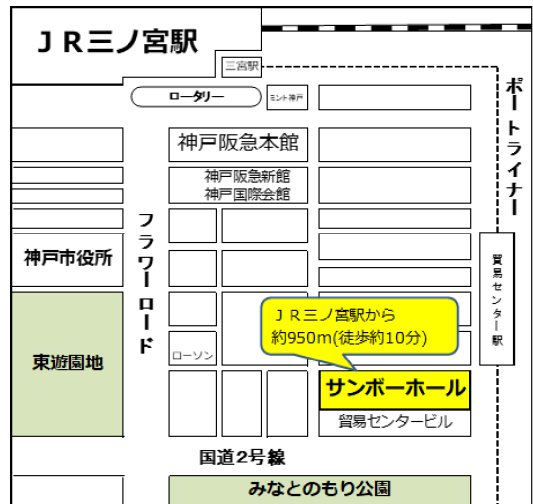 ＪＲ三ノ宮駅
三宮駅
ロータリー
ミント神戸
ポートライナー
神戸阪急本館
神戸阪急新館
神戸国際会館
フラワーロード
神戸市役所
貿易センター駅
ＪＲ三ノ宮駅から
約950m(徒歩約10分)
ローソン
東遊園地
サンボーホール
貿易センタービル
国道2号線
みなとのもり公園